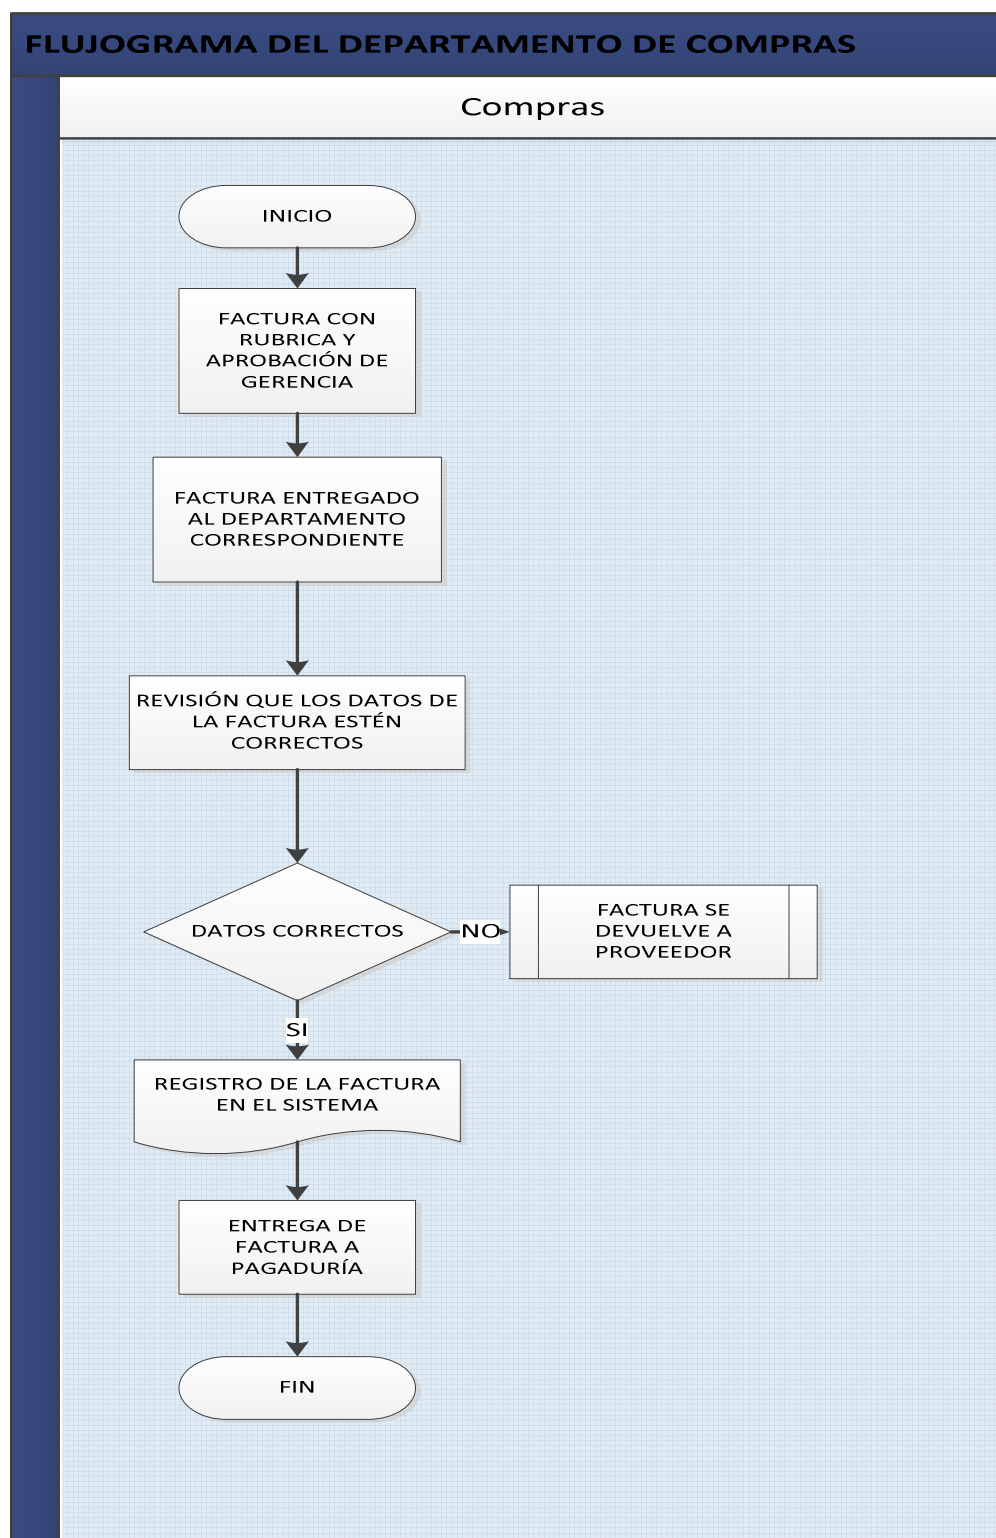 FLUJOGRAMA DEL DEPARTAMENTO DE COMPRAS
Compras
INICIO
FACTURA CON
RUBRICA Y
APROBACIÓN DE
GERENCIA
FACTURA ENTREGADO
AL DEPARTAMENTO
CORRESPONDIENTE
REVISIÓN QUE LOS DATOS DE
LA FACTURA ESTÉN
CORRECTOS
DATOS CORRECTOS
NO
FACTURA SE
DEVUELVE A
PROVEEDOR
SI
REGISTRO DE LA FACTURA
EN EL SISTEMA
ENTREGA DE
FACTURA A
PAGADURÍA
FIN